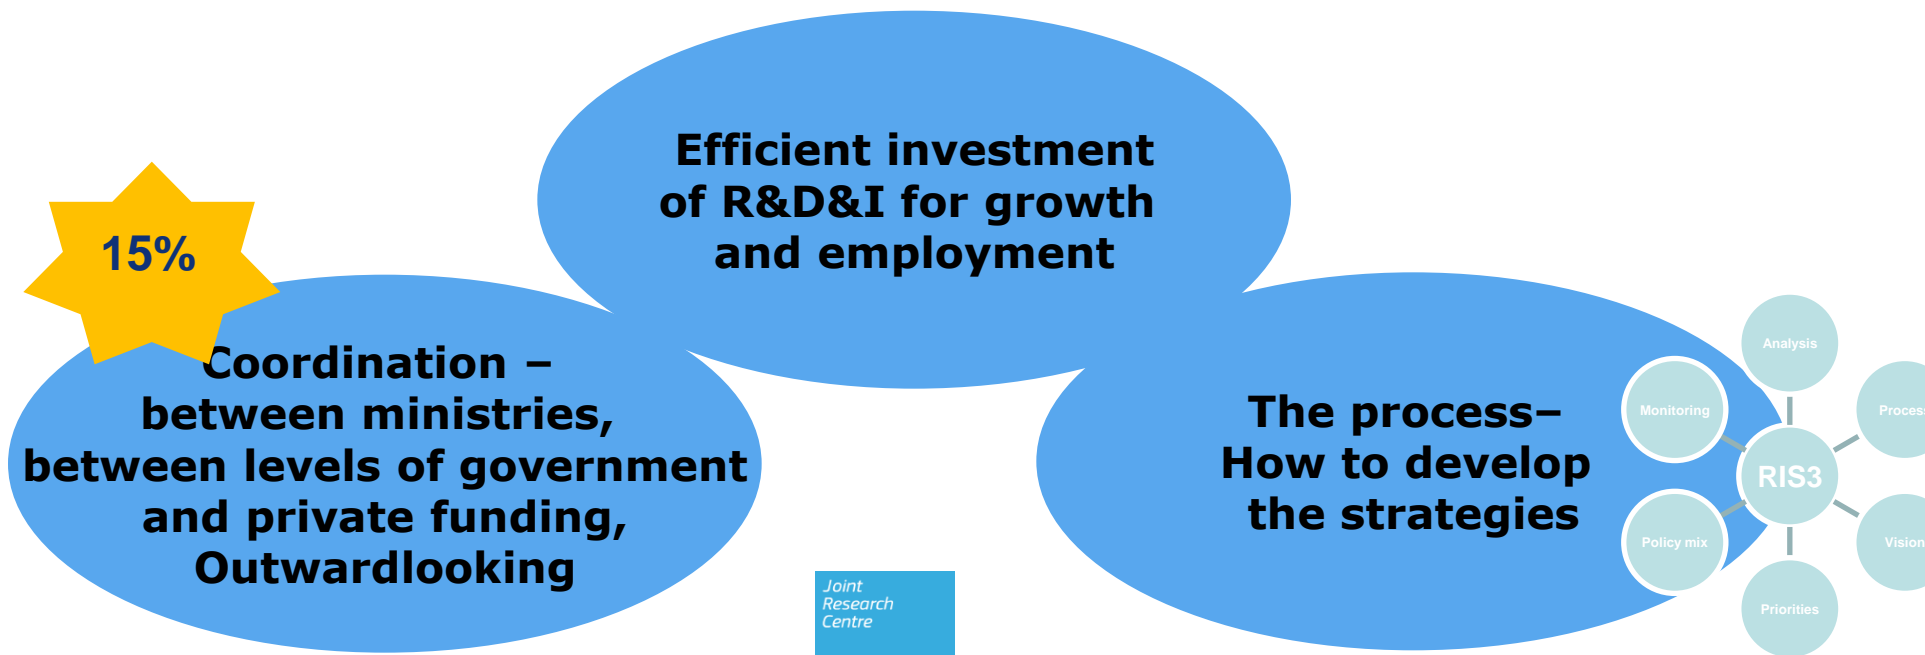 Efficient investment
of R&D&I for growth
and employment
15%
Coordination –
between ministries,
between levels of government
and private funding,
Outwardlooking
The process–
How to develop
the strategies
Analysis
Monitoring
Process
RIS3
Policy mix
Vision
Priorities
Joint
Research
Centre